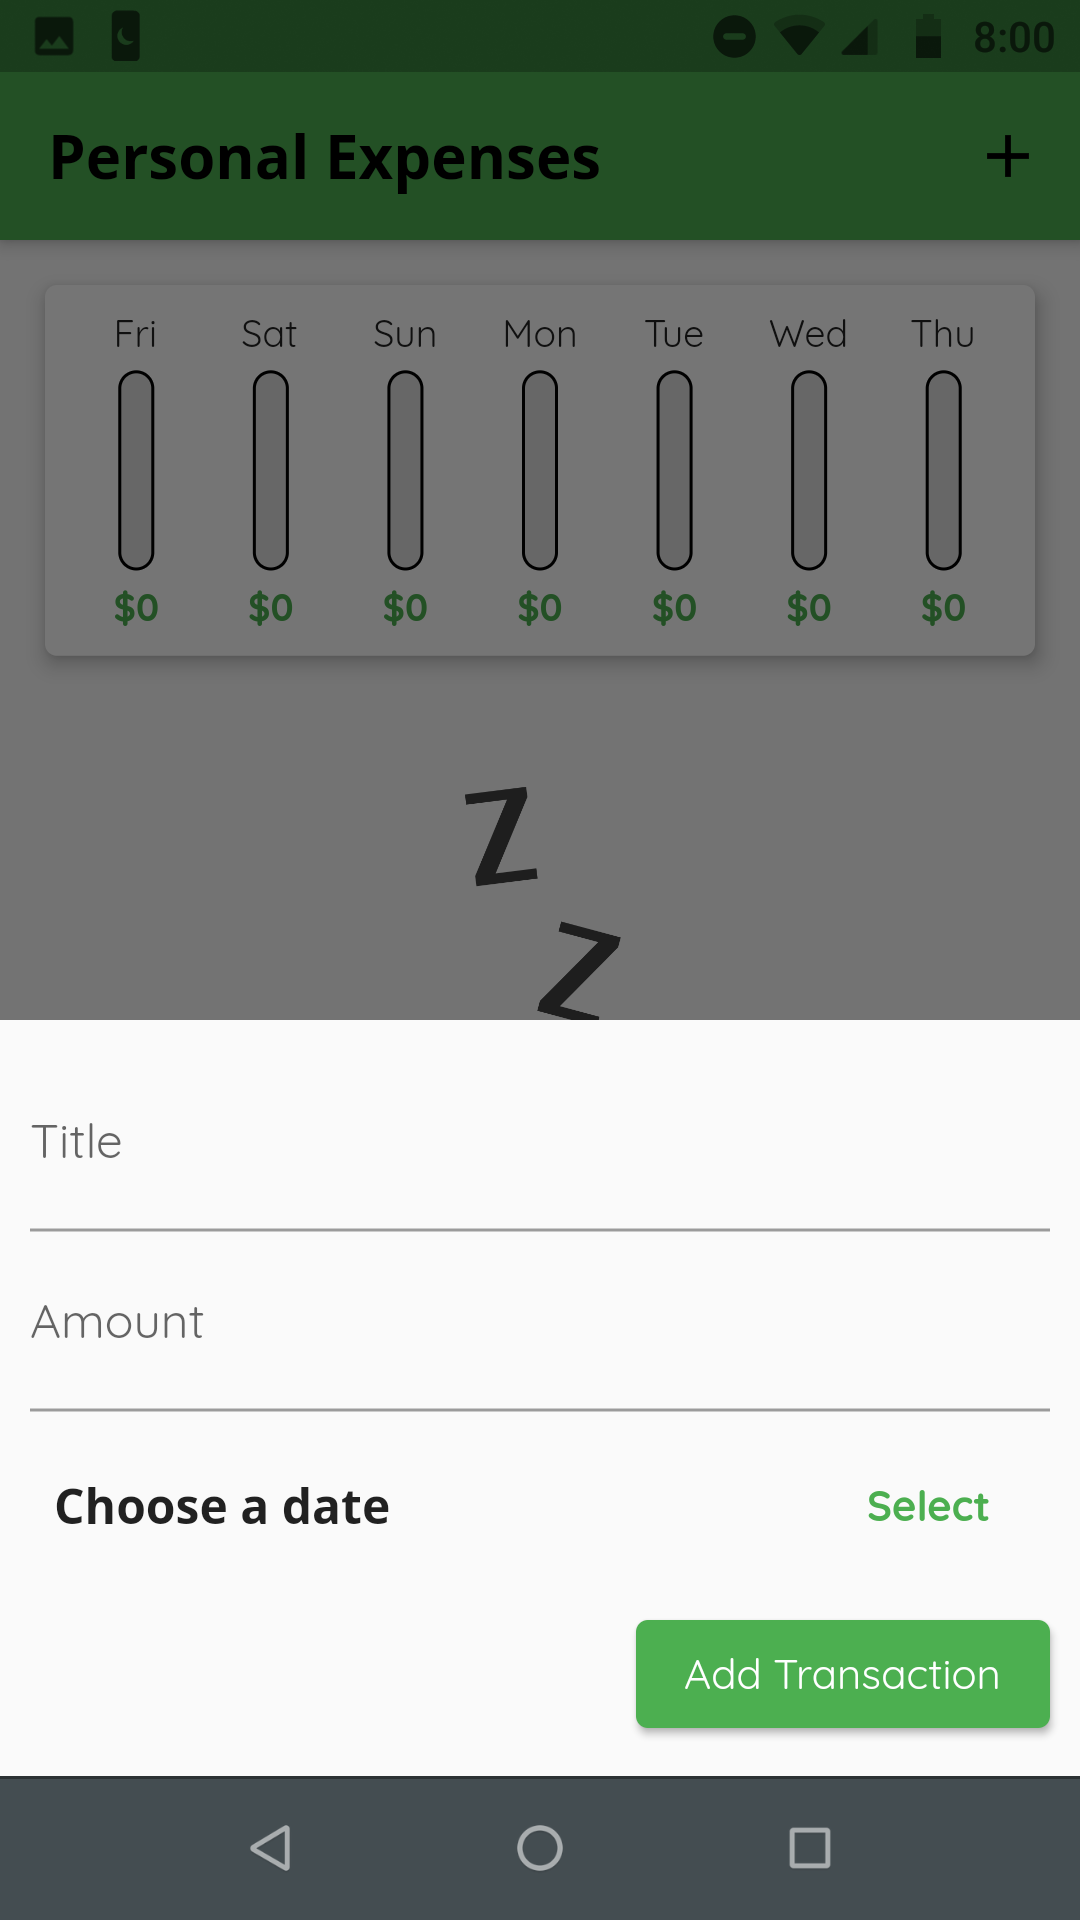 8:00
Personal Expenses
Fri Sat Sun Mon Tue Wed Thu
$0 $0 $0 $0 $0 $0 $0
Z
Z
Title
Amount
Choose a date Select
Add Transaction